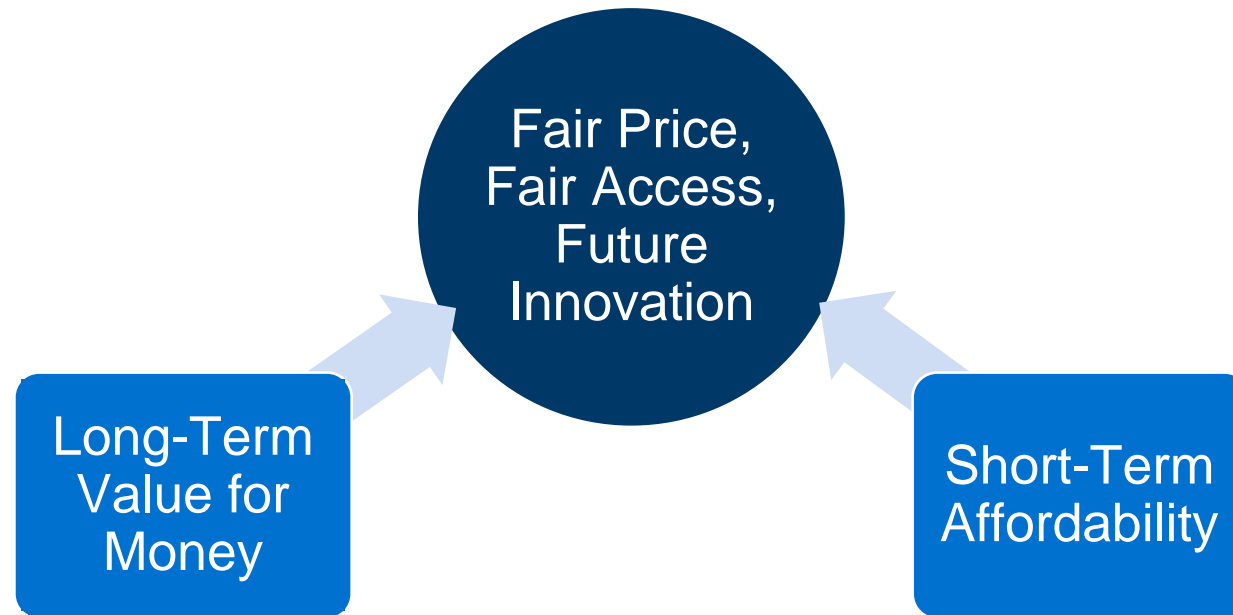 Fair Price,
Fair Access,
Future
Innovation
Long-Term
Value for
Money
Short-Term
Affordability